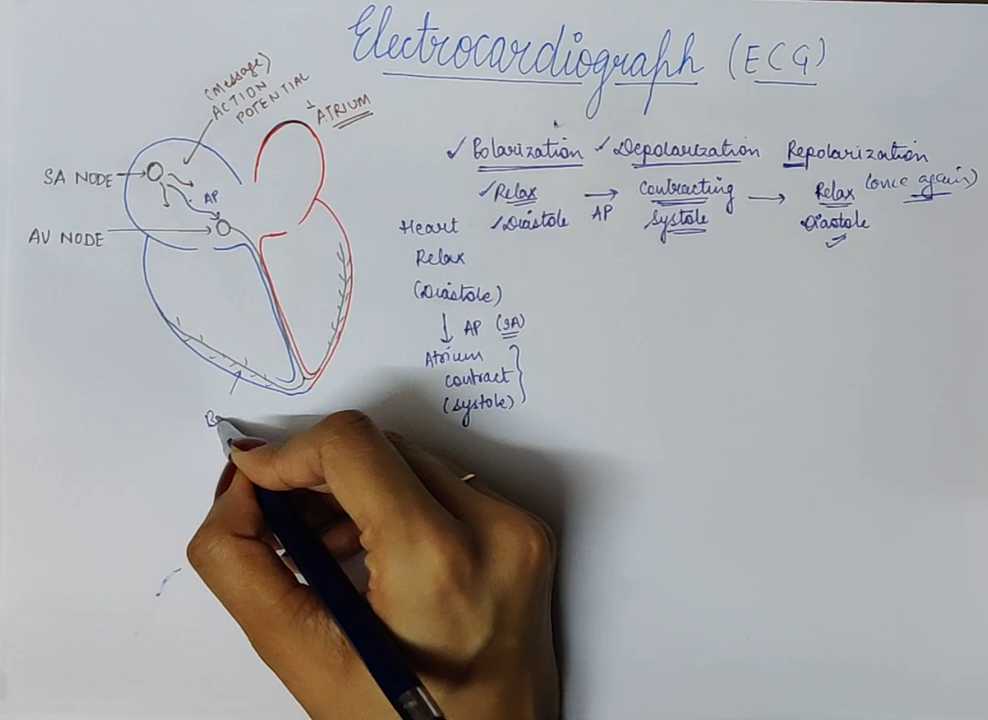 Electrocardiograph (ECG)
(Message)
ACTION
POTENTIAL
ATRIUM
SA NODE
AP
AV NODE
✓ Polarization ✓ Depolarization Repolarization
✓ Relax → Contracting → Relax (once again)
AP
✓ Diastole Systole Diastole
Heart
Relax
(Diastole)
↓ AP (SA)
Atrium
contract
(systole)
B